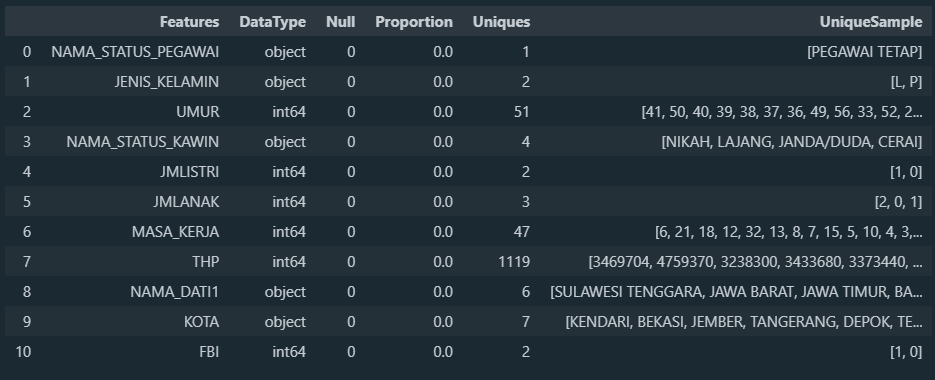 Features DataType Null Proportion Uniques UniqueSample
0 NAMA_STATUS_PEGAWAI object 0 0.0 1 [PEGAWAI TETAP]
1 JENIS_KELAMIN object 0 0.0 2 [L, P]
2 UMUR int64 0 0.0 51 [41, 50, 40, 39, 38, 37, 36, 49, 56, 33, 52, 2...
3 NAMA_STATUS_KAWIN object 0 0.0 4 [NIKAH, LAJANG, JANDA/DUDA, CERAI]
4 JMLISTRI int64 0 0.0 2 [1, 0]
5 JMLANAK int64 0 0.0 3 [2, 0, 1]
6 MASA_KERJA int64 0 0.0 47 [6, 21, 18, 12, 32, 13, 8, 7, 15, 5, 10, 4, 3,...
7 THP int64 0 0.0 1119 [3469704, 4759370, 3238300, 3433680, 3373440, ...
8 NAMA_DATI1 object 0 0.0 6 [SULAWESI TENGGARA, JAWA BARAT, JAWA TIMUR, BA...
9 KOTA object 0 0.0 7 [KENDARI, BEKASI, JEMBER, TANGERANG, DEPOK, TE...
10 FBI int64 0 0.0 2 [1, 0]